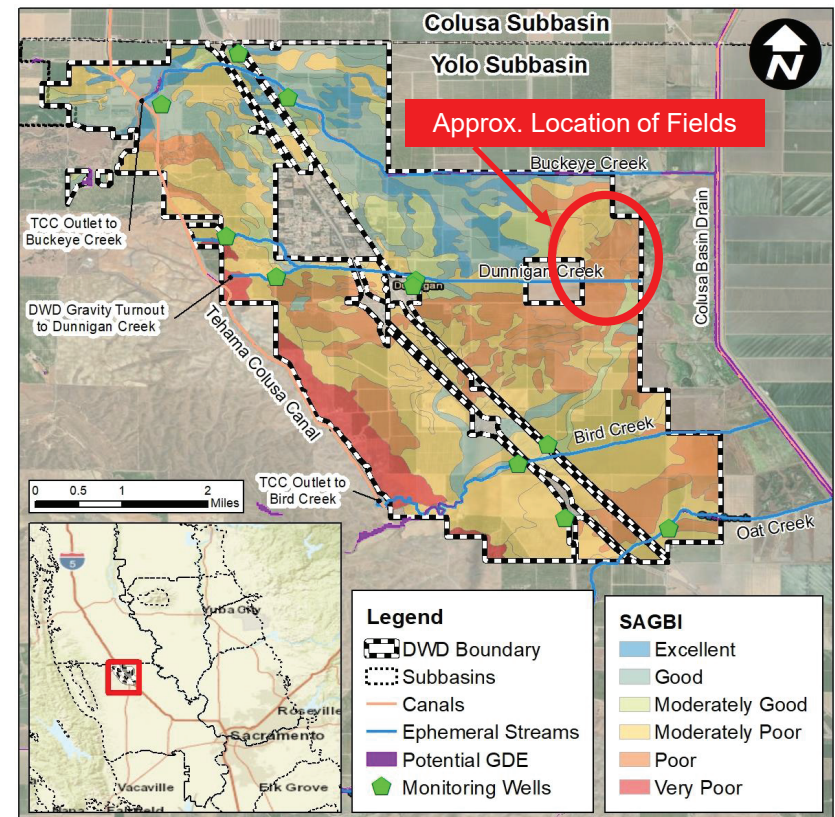 Colusa Subbasin
Yolo Subbasin
N
Approx. Location of Fields
Buckeye Creek
TCC Outlet to
Buckeye Creek
Colusa Basin Drain
Dunnigan Creek
Dunnigan
DWD Gravity Turnout
to Dunnigan Creek
Tehama Colusa Canal
Bird Creek
TCC Outlet to
Bird Creek
Oat Creek
0 0.5 1 2
Miles
5
Yuba City
Roseville
Sacramento
Vacaville
Elk Grove
Napa
Fairfield
Legend
DWD Boundary
Subbasins
Canals
Ephemeral Streams
Potential GDE
Monitoring Wells
SAGBI
Excellent
Good
Moderately Good
Moderately Poor
Poor
Very Poor